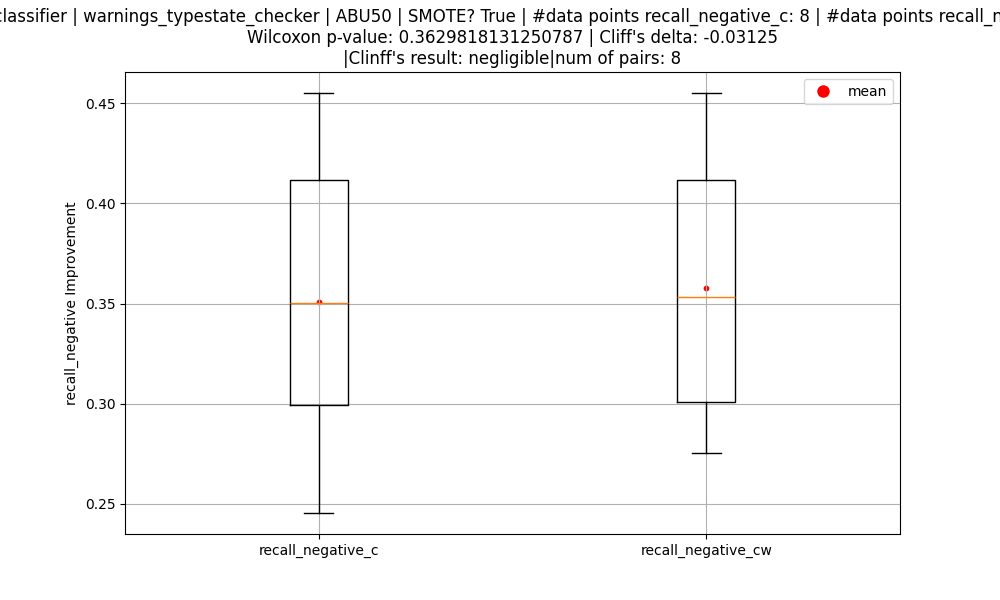 classifier | warnings_typestate_checker | ABU50 | SMOTE? True | #data points recall_negative_c: 8 | #data points
Wilcoxon p-value: 0.3629818131250787 | Cliff's delta: -0.03125
|Clinff's result: negligible|num of pairs: 8
mean
0.45
0.40
0.35
0.30
0.25
recall_negative Improvement
recall_negative_c
recall_negative_cw